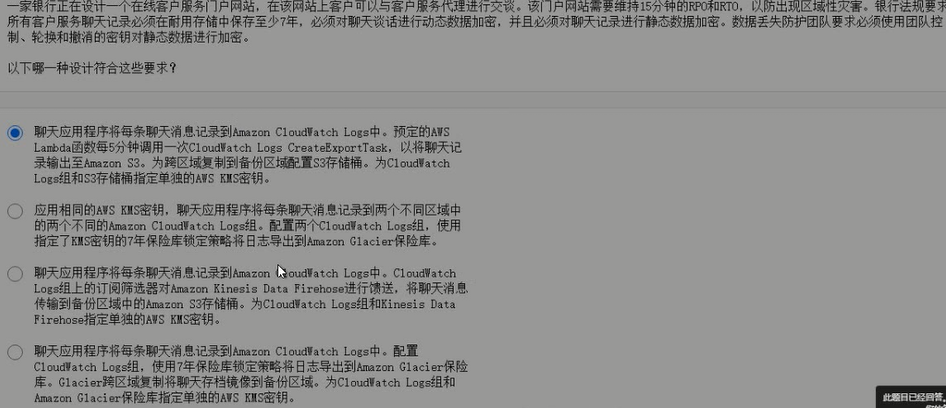 一家银行正在设计一个在线客户服务门户网站，在该网站上客户可以与客户服务代理进行交谈。该门户网站需要维持15分钟的RPO和RTO，以防出现区域性灾害。银行法规要求
所有客户服务聊天记录必须在耐用存储中保存至少7年，必须对聊天谈话进行动态数据加密，并且必须对聊天记录进行静态数据加密。数据丢失防护团队要求必须使用团队控
制、轮换和撤消的密钥对静态数据进行加密。
以下哪一种设计符合这些要求？
聊天应用程序将每条聊天消息记录到Amazon CloudWatch Logs中。预定的AWS
Lambda函数每5分钟调用一次CloudWatch Logs CreateExportTask，以将聊天记
录输出至Amazon S3。为跨区域复制到备份区域配置S3存储桶。为CloudWatch
Logs组和S3存储桶指定单独的AWS KMS密钥。
应用相同的AWS KMS密钥，聊天应用程序将每条聊天消息记录到两个不同区域中
的两个不同的Amazon CloudWatch Logs组。配置两个CloudWatch Logs组，使用
指定了KMS密钥的7年保险库锁定策略将日志导出到Amazon Glacier保险库。
聊天应用程序将每条聊天消息记录到Amazon CloudWatch Logs中。CloudWatch
Logs组上的订阅筛选器对Amazon Kinesis Data Firehose进行馈送，将聊天消息
传输到备份区域中的Amazon S3存储桶。为CloudWatch Logs组和Kinesis Data
Firehose指定单独的AWS KMS密钥。
聊天应用程序将每条聊天消息记录到Amazon CloudWatch Logs中。配置
CloudWatch Logs组，使用7年保险库锁定策略将日志导出到Amazon Glacier保险
库。Glacier跨区域复制将聊天存档镜像到备份区域。为CloudWatch Logs组和
Amazon Glacier保险库指定单独的AWS KMS密钥。
此题目已经回答